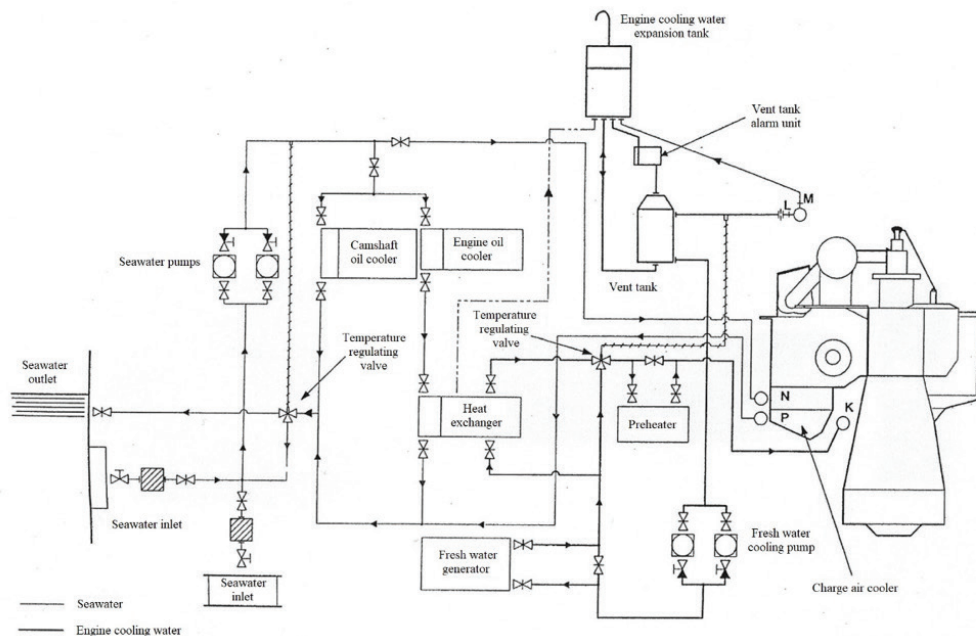 Engine cooling water
expansion tank
Vent tank
alarm unit
L
M
Seawater pumps
Camshaft
oil cooler
Engine oil
cooler
Vent tank
Temperature
regulating
valve
Temperature
regulating
valve
Seawater
outlet
Heat
exchanger
Preheater
N
P
K
Seawater inlet
Fresh water
generator
Fresh water
cooling pump
Seawater
inlet
Charge air cooler
Seawater
Engine cooling water